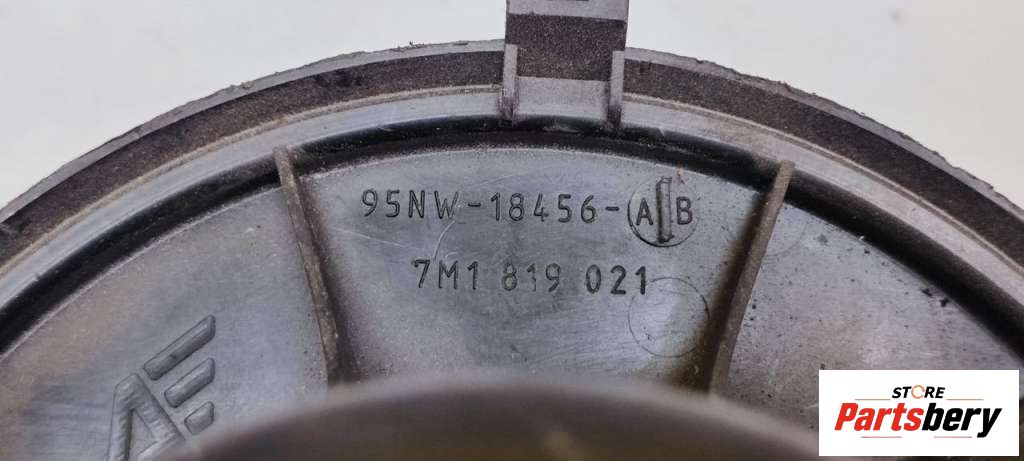 95NW-18456-AB
7M1 819 021
STORE
Partsbery